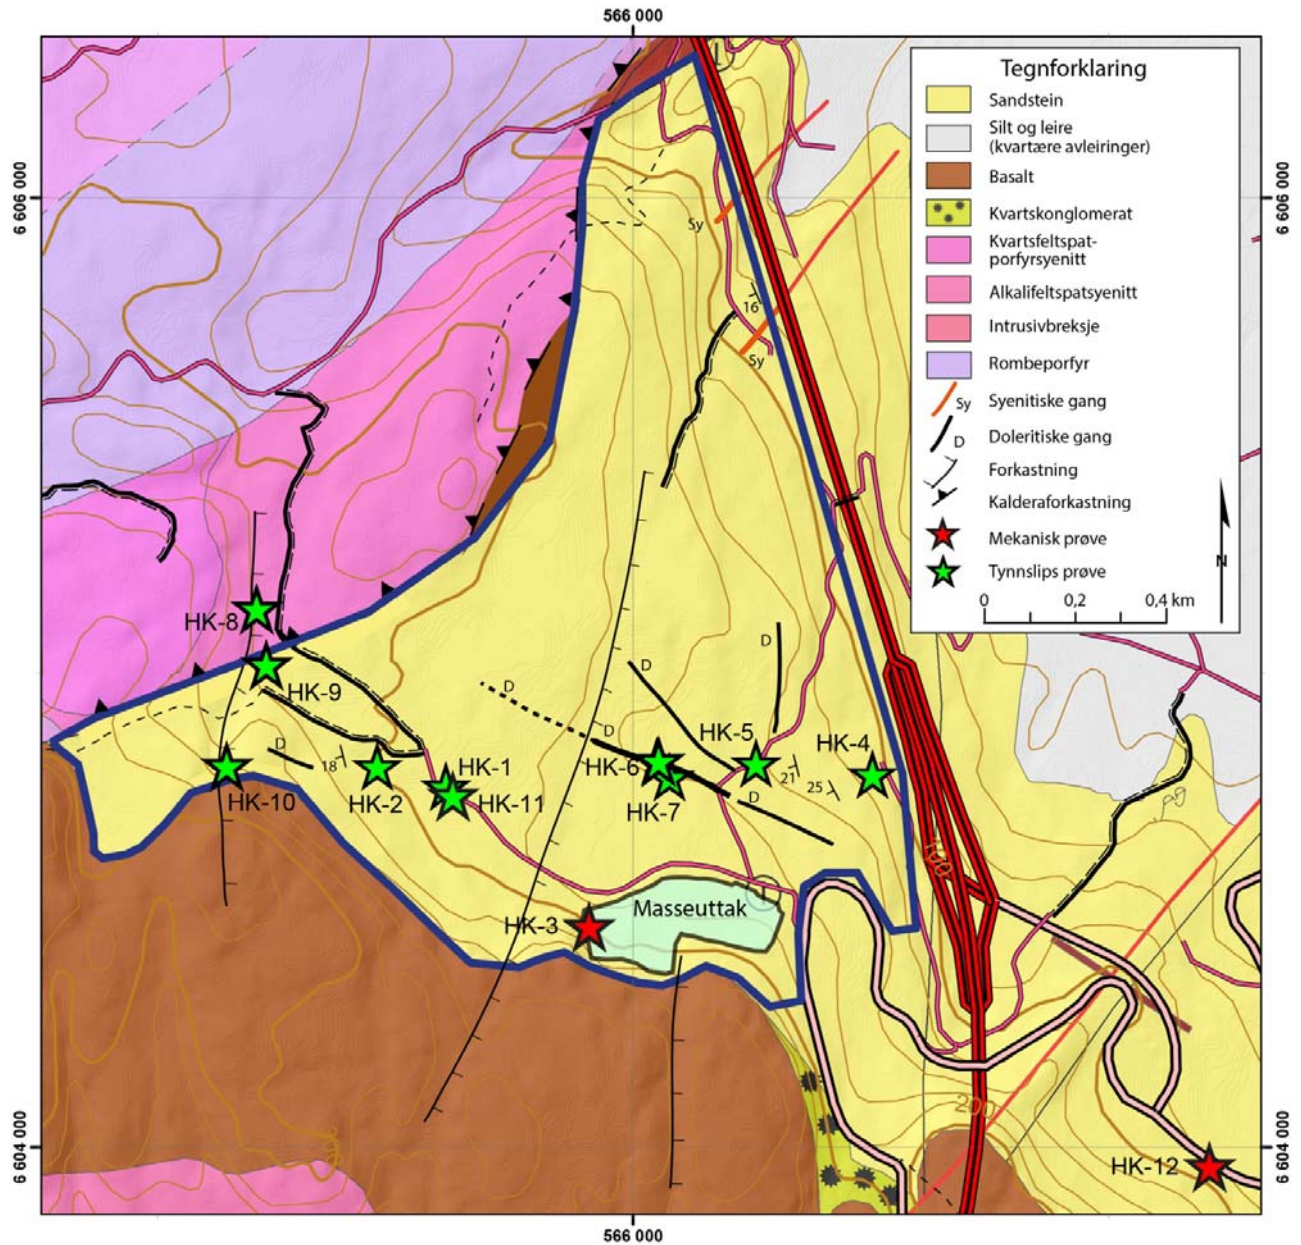 566 000
6 606 000
6 606 000
Tegnforklaring
Sandstein
Silt og leire
(kvartære avleiringer)
Basalt
Kvartskonglomerat
Kvartsfeltspat-
porfyrsyenitt
Alkalifeltspatsyenitt
Intrusivbreksje
Rombeporfyr
Sy Syenitiske gang
D Doleritiske gang
Forkastning
Kalderaforkastning
Mekanisk prøve
Tynnslips prøve
N
0 0,2 0,4 km
Sy
16
Sy
HK-8
HK-9
D
D
D
D
HK-5
HK-4
D
18
HK-1
HK-6
21
25
HK-10
HK-2
HK-11
HK-7
D
100
Masseuttak
HK-3
200
HK-12
6 604 000
6 604 000
566 000